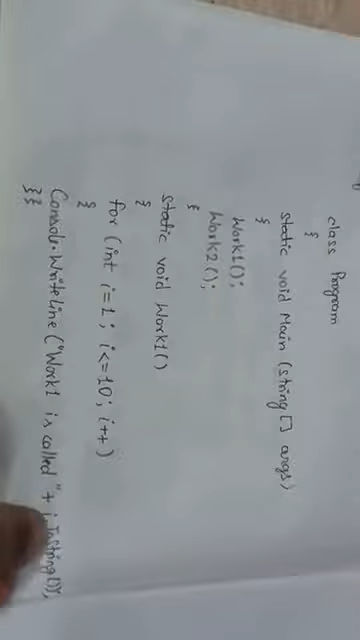 class Program
{
static void Main (string [] args)
{
Work1();
Work2();
}
static void Work1()
{
for (int i=1; i<=10; i++)
{
Console.WriteLine ("Work1 is called" + i.ToString());
}}